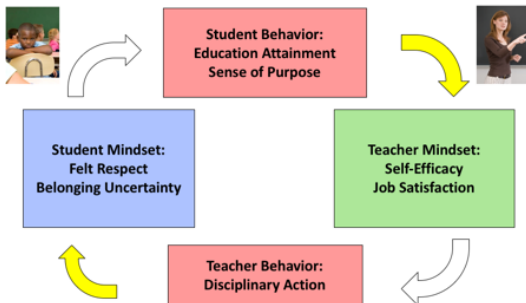 Student Behavior:
Education Attainment
Sense of Purpose
Student Mindset:
Felt Respect
Belonging Uncertainty
Teacher Mindset:
Self-Efficacy
Job Satisfaction
Teacher Behavior:
Disciplinary Action